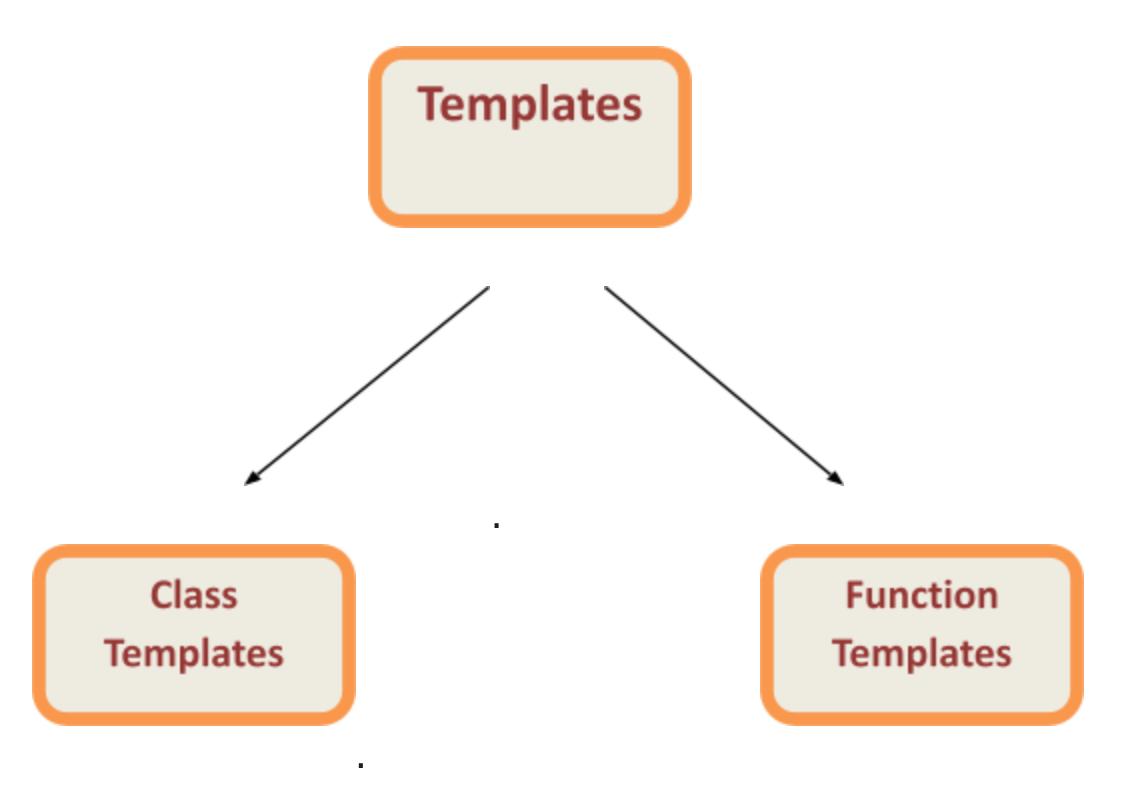 Templates
.
Class
Templates
Function
Templates
.